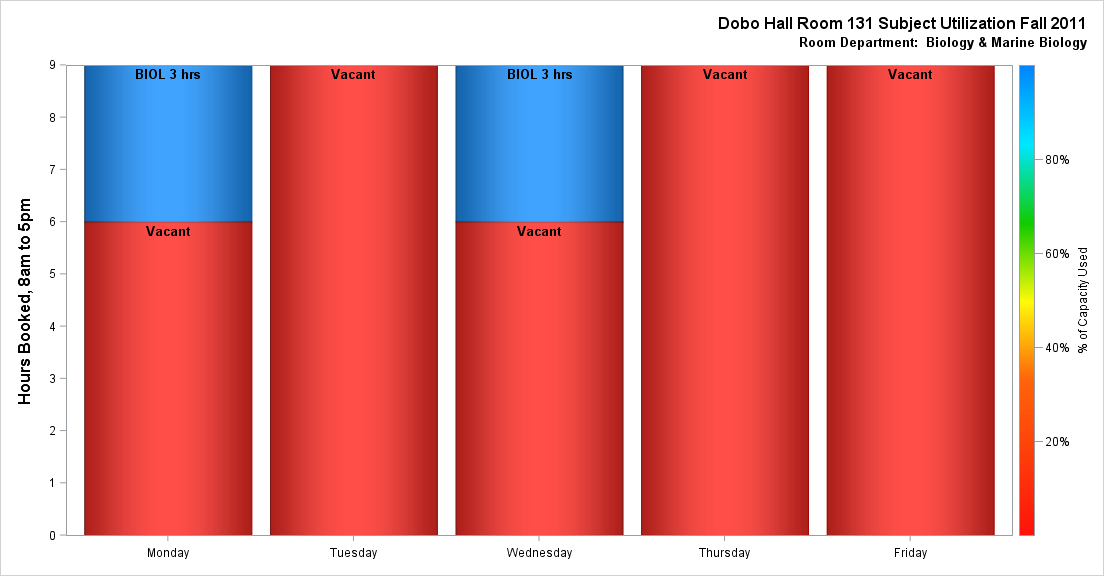 Dobo Hall Room 131 Subject Utilization Fall 2011
Room Department:  Biology & Marine Biology
Hours Booked, 8am to 5pm
9
8
7
6
5
4
3
2
1
0
BIOL 3 hrs
Vacant
Vacant
BIOL 3 hrs
Vacant
Vacant
Vacant
Monday
Tuesday
Wednesday
Thursday
Friday
80%
60%
40%
20%
% of Capacity Used